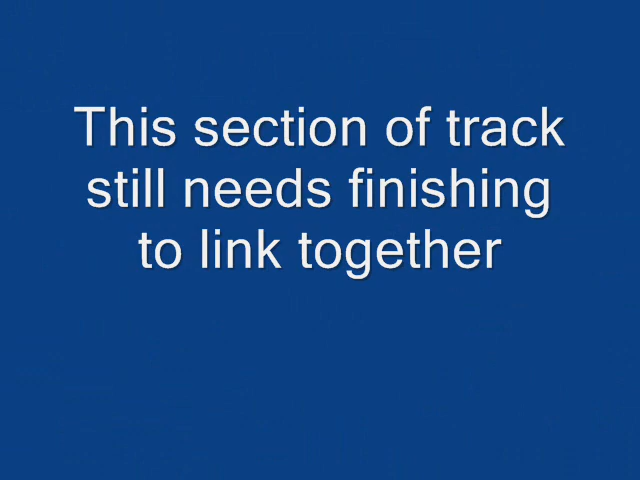 This section of track
still needs finishing
to link together